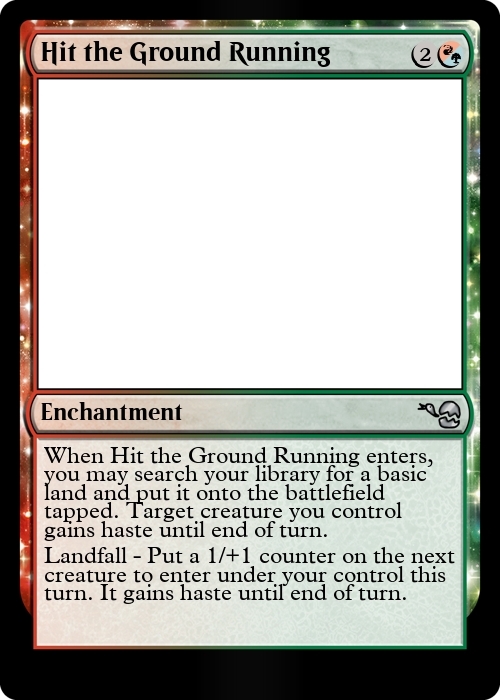 Hit the Ground Running
2
Enchantment
When Hit the Ground Running enters,
you may search your library for a basic
land and put it onto the battlefield
tapped. Target creature you control
gains haste until end of turn.
Landfall - Put a 1/+1 counter on the next
creature to enter under your control this
turn. It gains haste until end of turn.